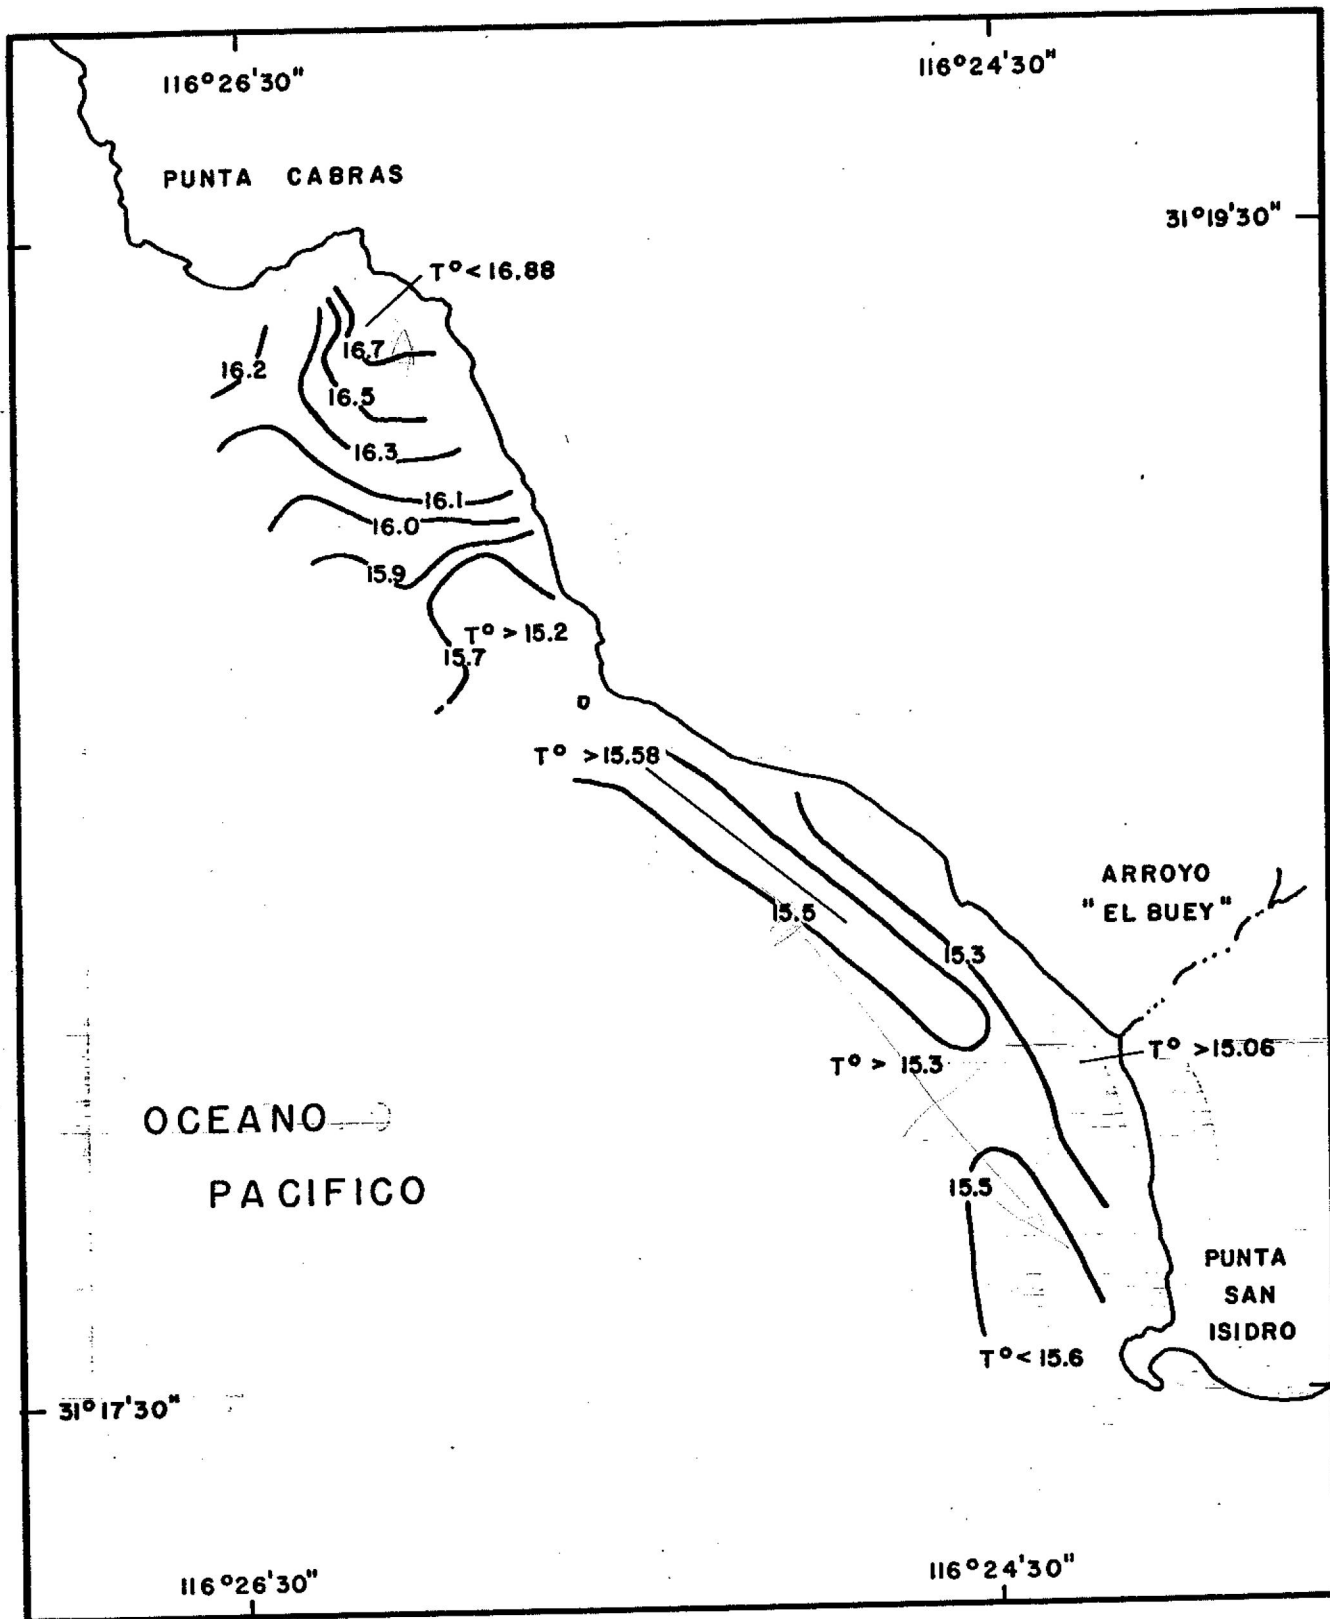 116°26'30"
116°24'30"
PUNTA CABRAS
31°19'30"
T° < 16.88
16.7
16.2
16.5
16.3
16.1
16.0
15.9
T° > 15.2
15.7
T° > 15.58
ARROYO
"EL BUEY"
15.5
15.3
T° > 15.06
T° > 15.3
OCEANO
PACIFICO
15.5
PUNTA
SAN
ISIDRO
T° < 15.6
31°17'30"
116°26'30"
116°24'30"